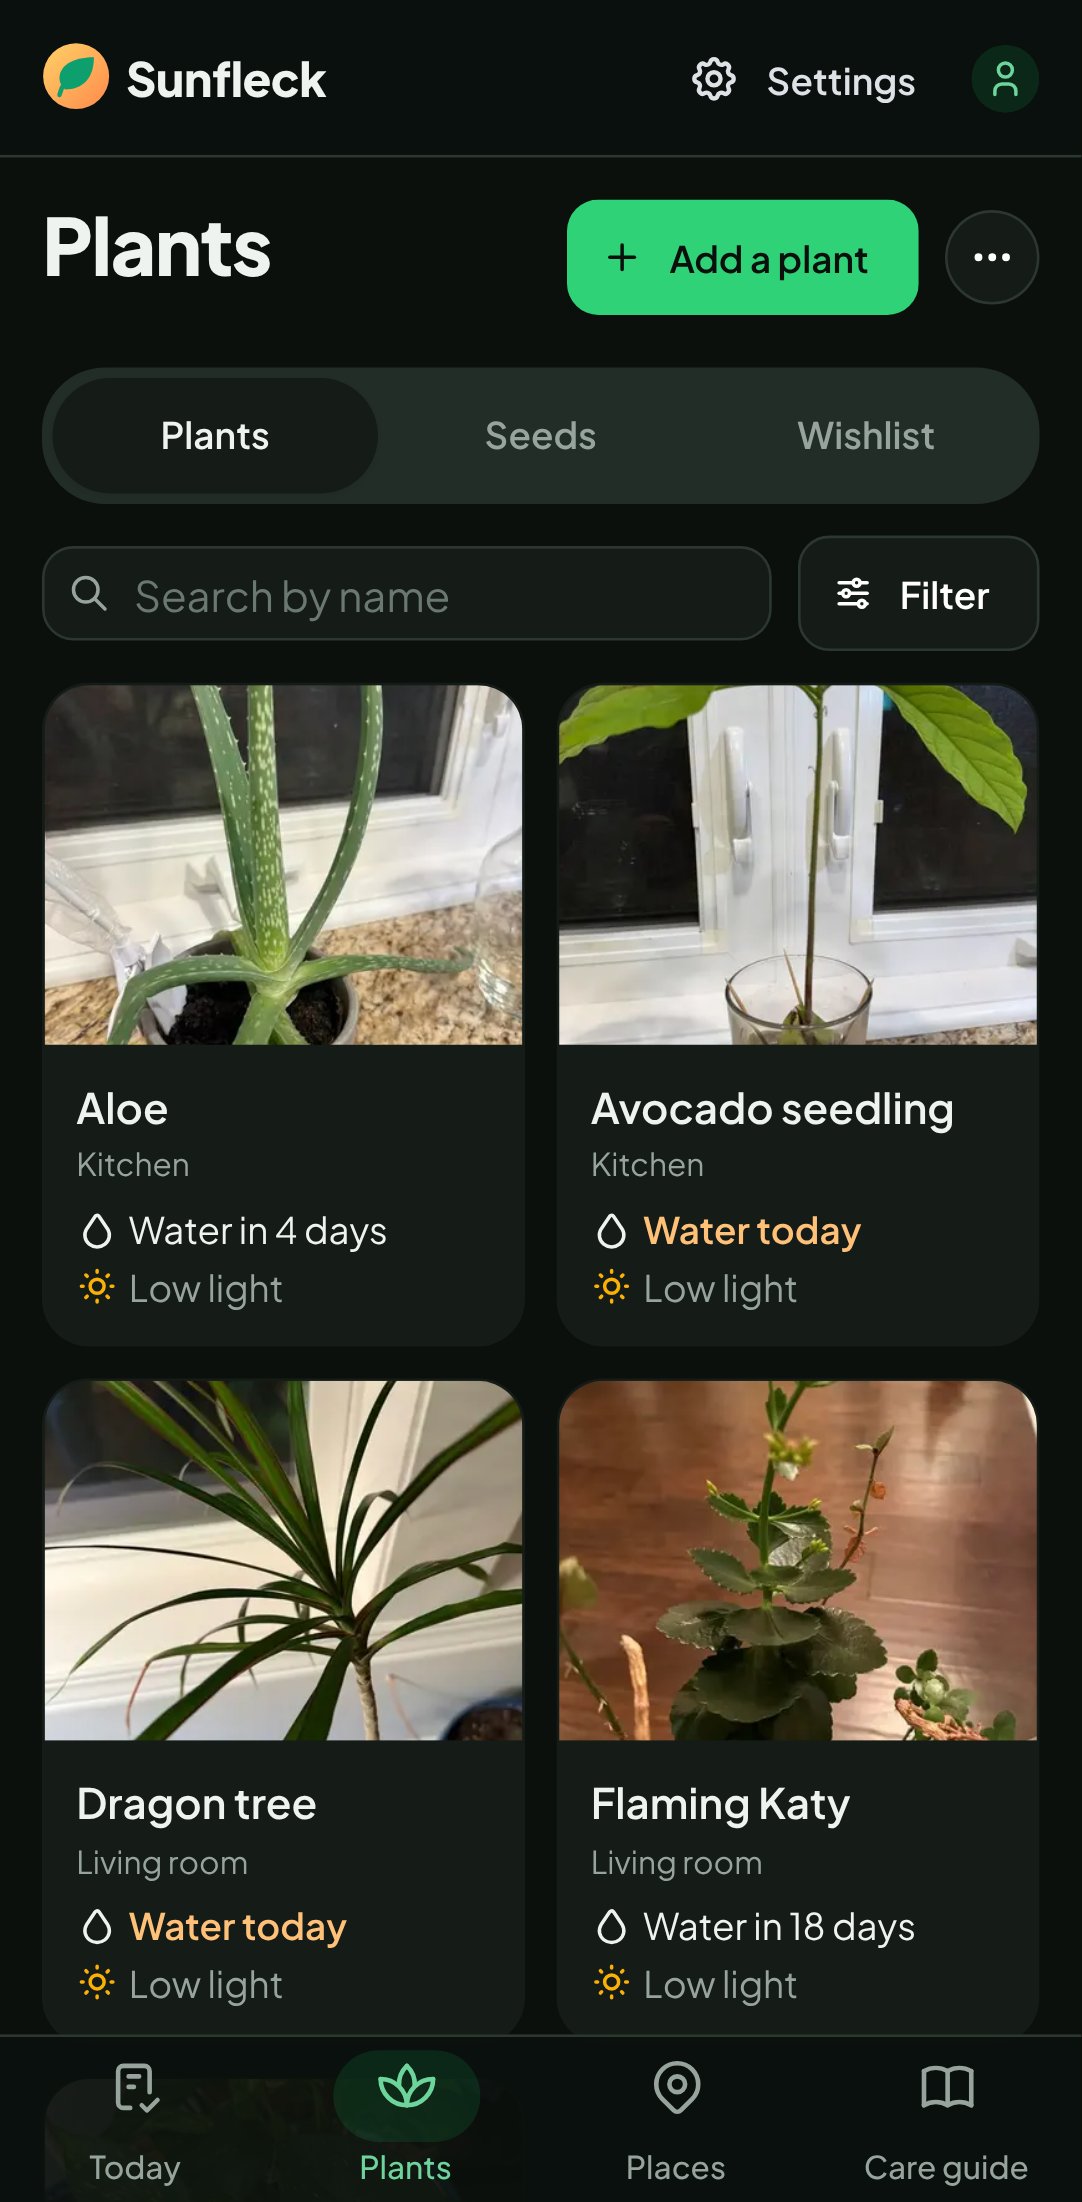 Sunfleck
Settings
Plants
Add a plant
Plants
Seeds
Wishlist
Search by name
Filter
Aloe
Kitchen
Water in 4 days
Low light
Avocado seedling
Kitchen
Water today
Low light
Dragon tree
Living room
Water today
Low light
Flaming Katy
Living room
Water in 18 days
Low light
Today
Plants
Places
Care guide